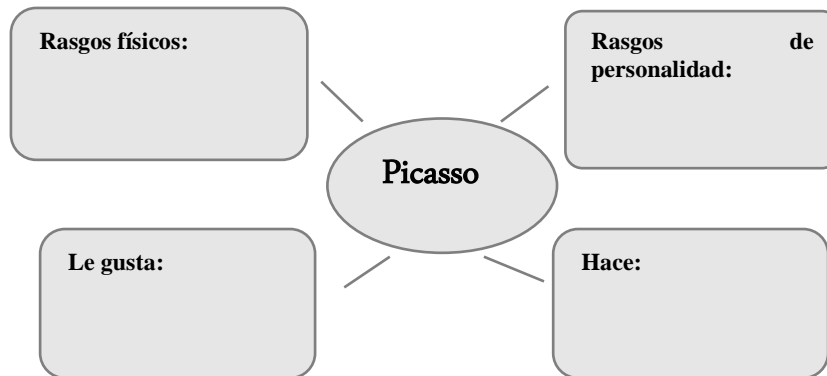 Rasgos físicos:
Rasgos de
personalidad:
Picasso
Le gusta:
Hace: